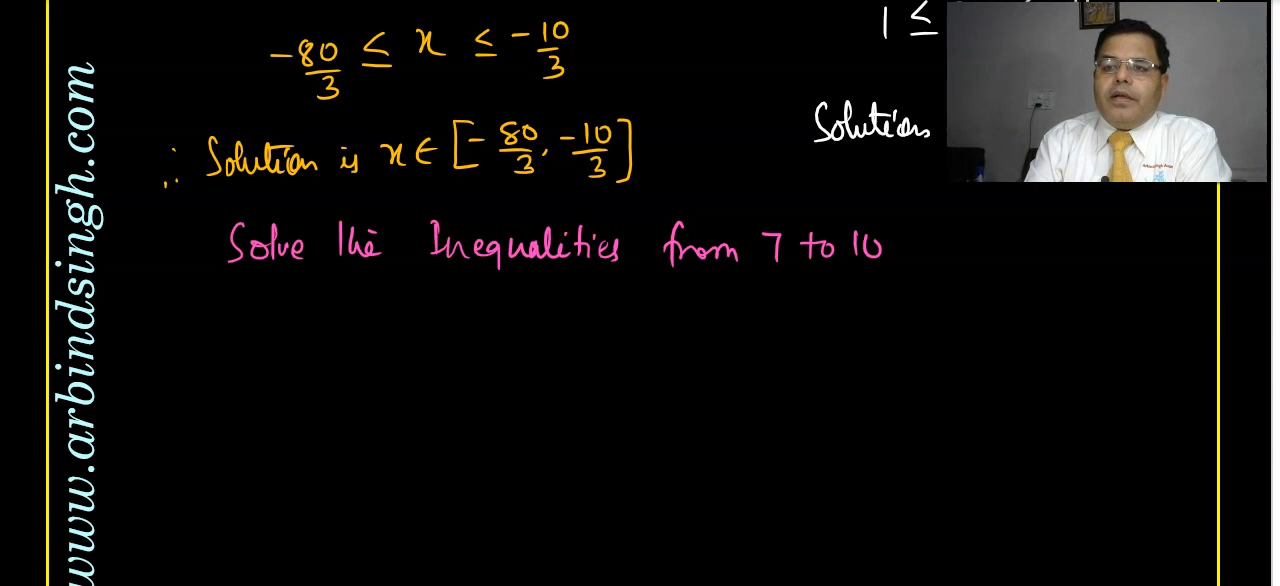 -80/3 ≤ x ≤ -10/3
1 ≤
∴ Solution is x ∈ [-80/3, -10/3]
Solution
Solve the Inequalities from 7 to 10
www.arbindsingh.com